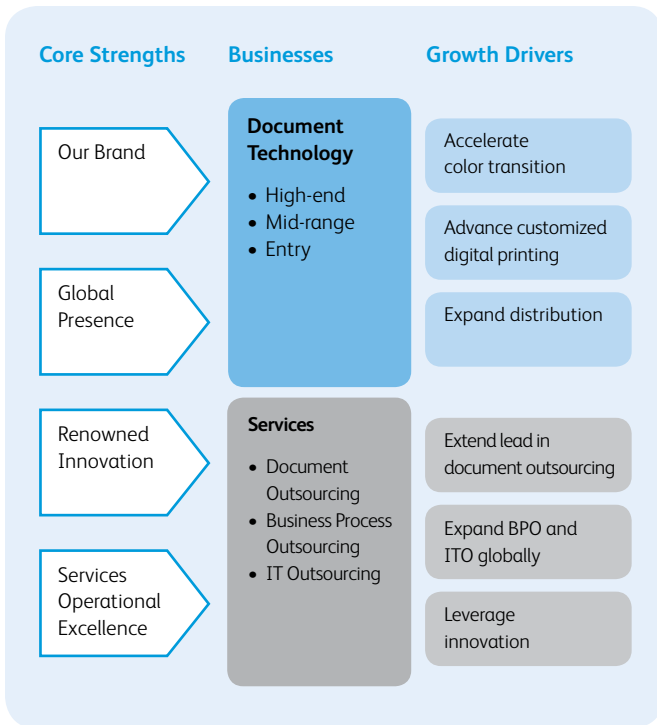 Core Strengths
Businesses
Growth Drivers
Our Brand
Global
Presence
Renowned
Innovation
Services
Operational
Excellence
Document
Technology
• High-end
• Mid-range
• Entry
Services
• Document
Outsourcing
• Business Process
Outsourcing
• IT Outsourcing
Accelerate
color transition
Advance customized
digital printing
Expand distribution
Extend lead in
document outsourcing
Expand BPO and
ITO globally
Leverage
innovation